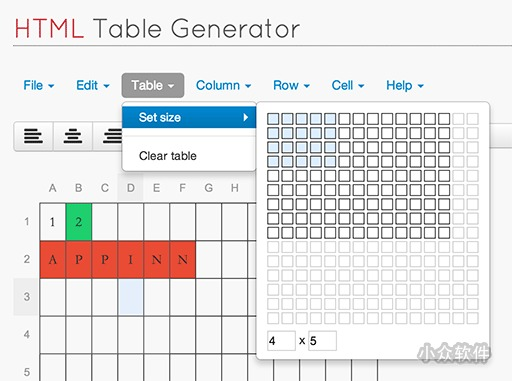 HTML Table Generator
File Edit Table Column Row Cell Help
Set size
Clear table
A B C D E F G H
1 1 2
2 A P P I N N
3
4
5
4 x 5
小众软件